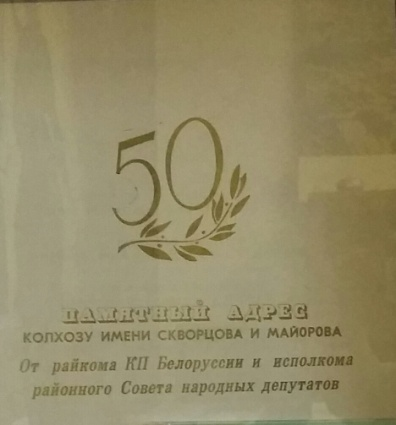 50
ПАМЯТНЫЙ АДРЕС
КОЛХОЗУ ИМЕНИ СКВОРЦОВА И МАЙОРОВА
От райкома КП Белоруссии и исполкома
районного Совета народных депутатов